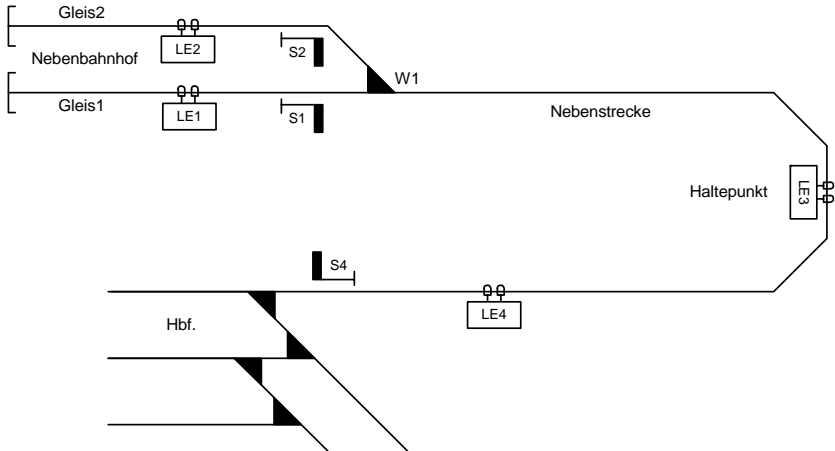 Gleis2
LE2
S2
Nebenbahnhof
W1
Gleis1
LE1
S1
Nebenstrecke
Haltepunkt
LE3
S4
LE4
Hbf.